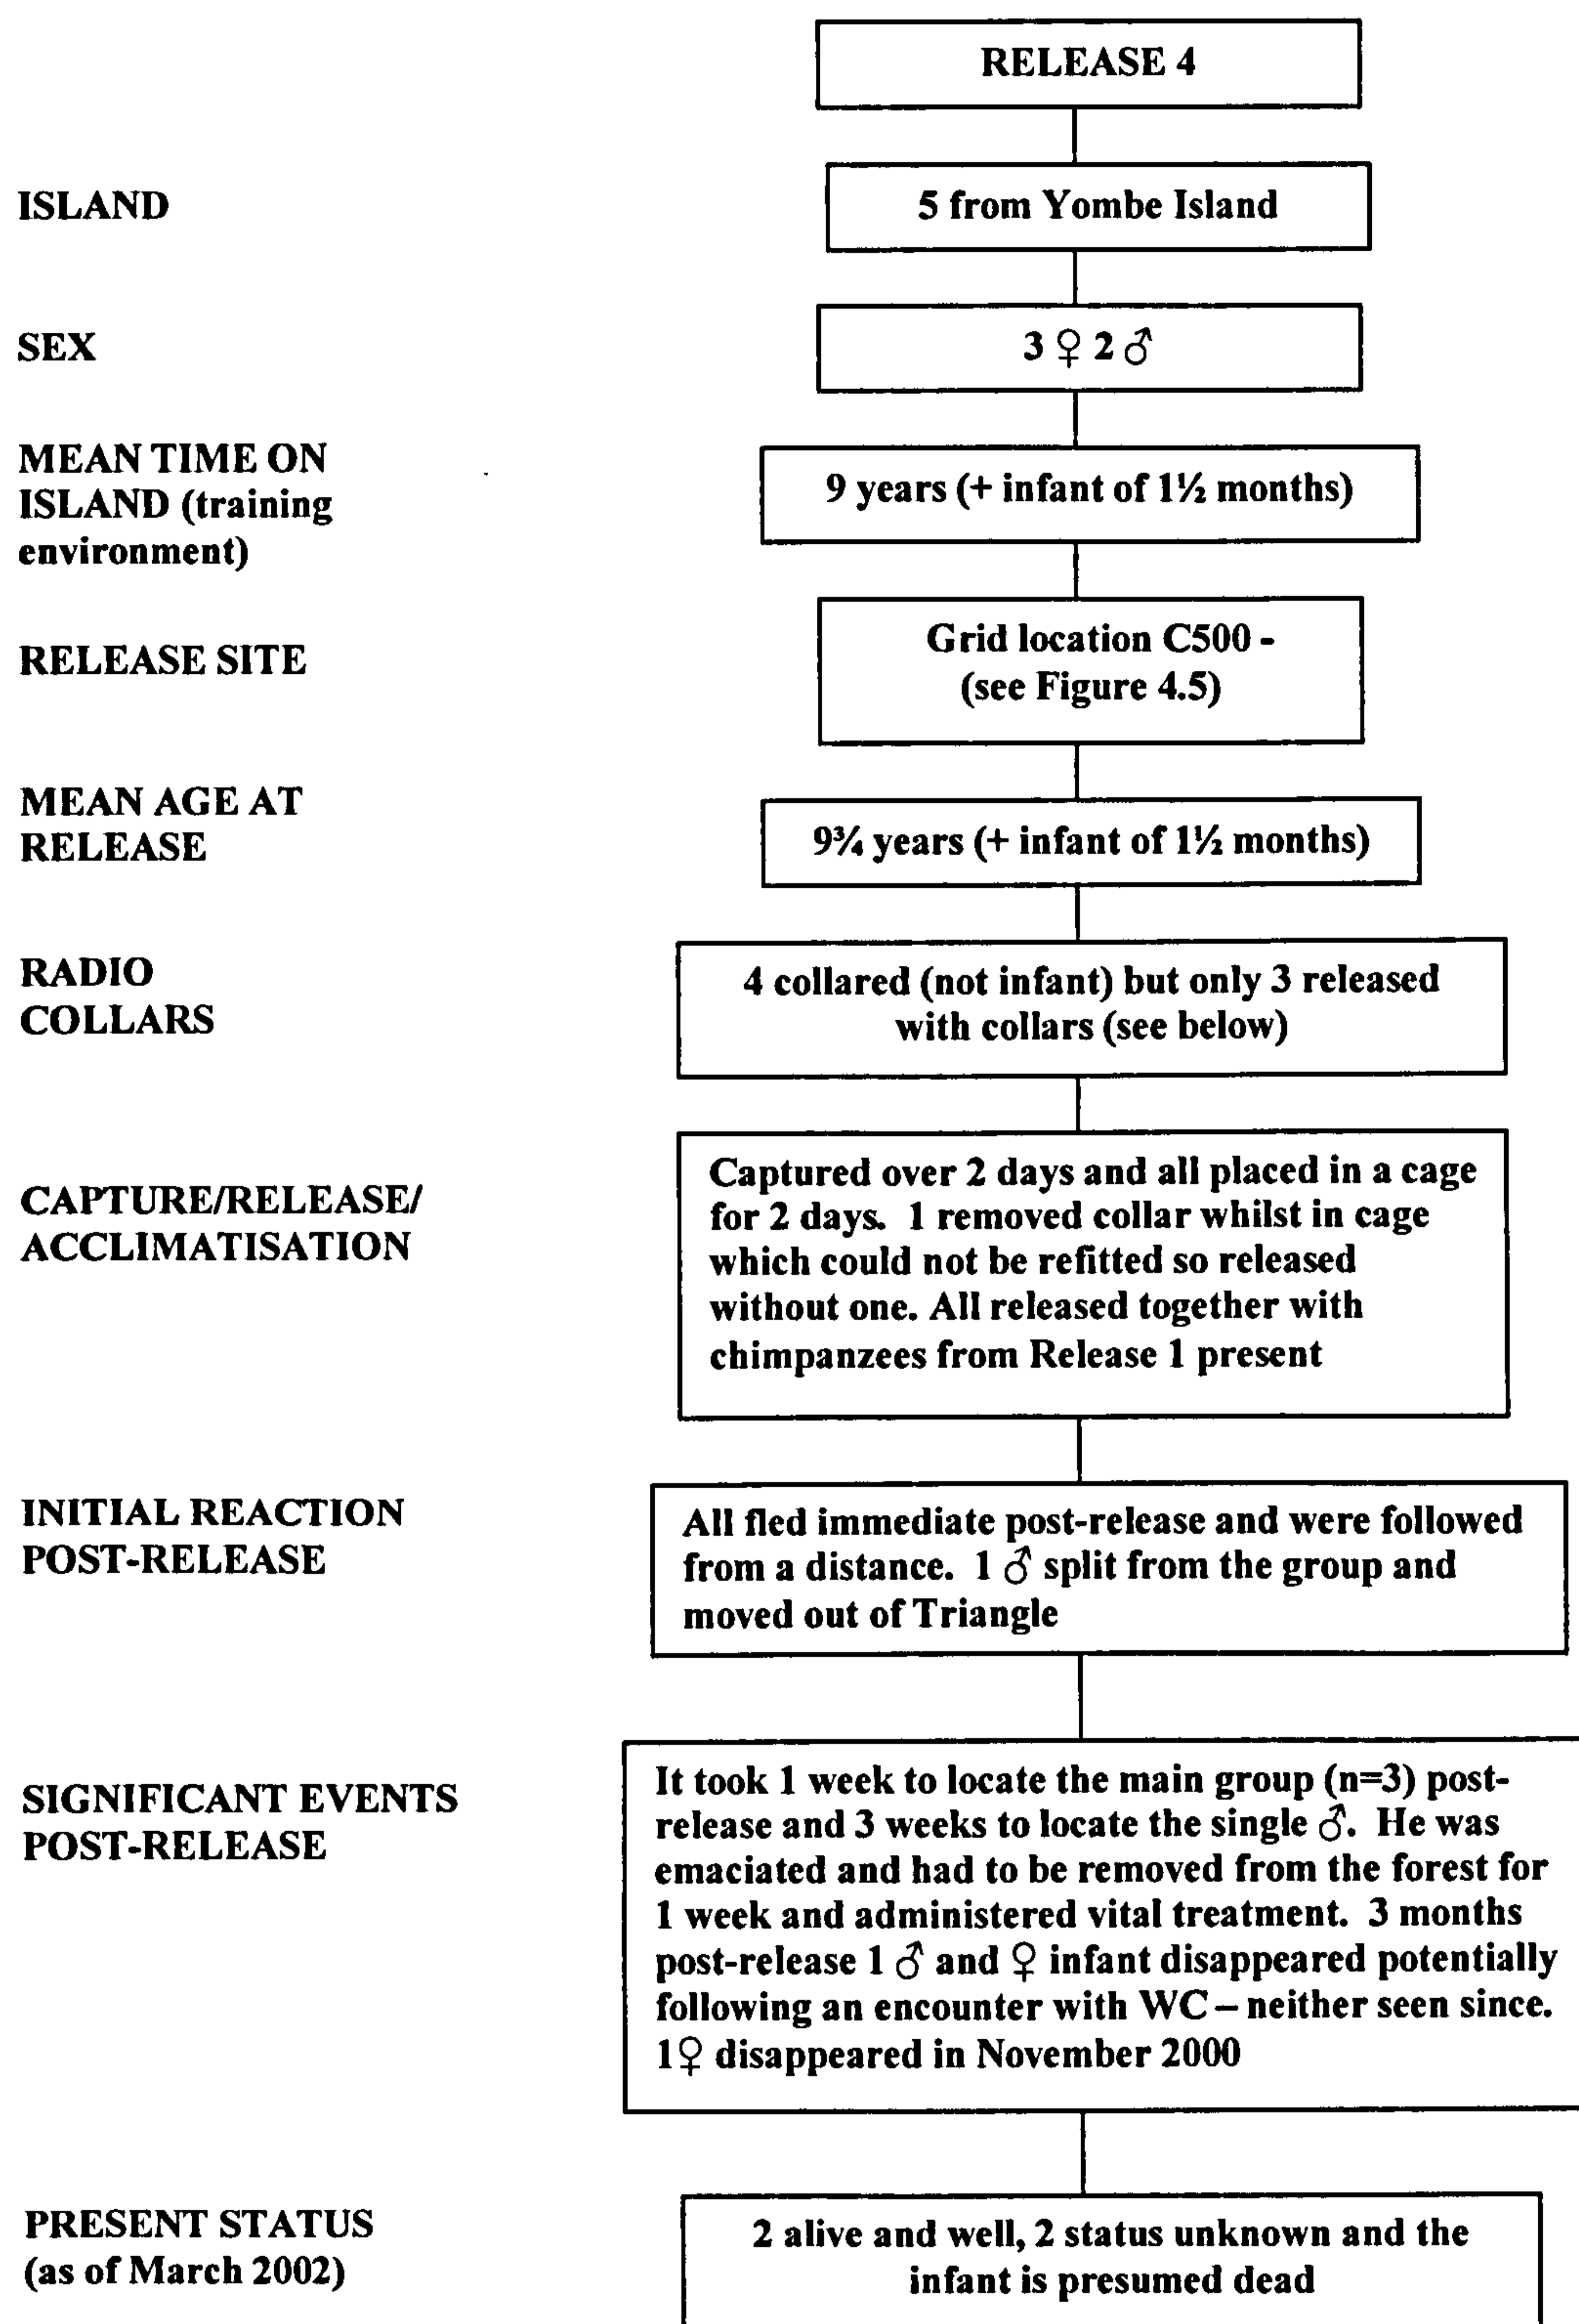 RELEASE 4
ISLAND
5 from Yombe Island
SEX
3 ♀ 2 ♂
MEAN TIME ON
ISLAND (training
environment)
9 years (+ infant of 1½ months)
RELEASE SITE
Grid location C500 -
(see Figure 4.5)
MEAN AGE AT
RELEASE
9¾ years (+ infant of 1½ months)
RADIO
COLLARS
4 collared (not infant) but only 3 released
with collars (see below)
CAPTURE/RELEASE/
ACCLIMATISATION
Captured over 2 days and all placed in a cage
for 2 days. 1 removed collar whilst in cage
which could not be refitted so released
without one. All released together with
chimpanzees from Release 1 present
INITIAL REACTION
POST-RELEASE
All fled immediate post-release and were followed
from a distance. 1 ♂ split from the group and
moved out of Triangle
SIGNIFICANT EVENTS
POST-RELEASE
It took 1 week to locate the main group (n=3) post-
release and 3 weeks to locate the single ♂. He was
emaciated and had to be removed from the forest for
1 week and administered vital treatment. 3 months
post-release 1 ♂ and ♀ infant disappeared potentially
following an encounter with WC – neither seen since.
1♀ disappeared in November 2000
PRESENT STATUS
(as of March 2002)
2 alive and well, 2 status unknown and the
infant is presumed dead